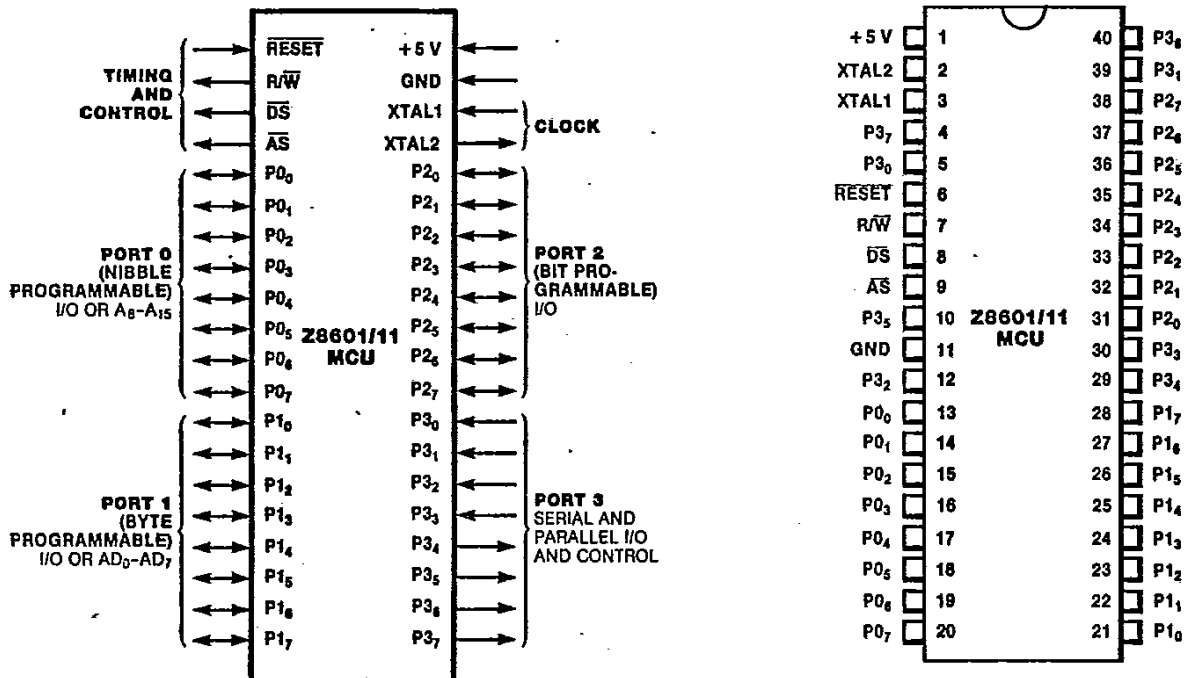 TIMING
AND
CONTROL
RESET
R/W
DS
AS
+5 V
GND
XTAL1
XTAL2
CLOCK
PORT 0
(NIBBLE
PROGRAMMABLE)
I/O OR A₈–A₁₅
P0₀
P0₁
P0₂
P0₃
P0₄
P0₅
P0₆
P0₇
Z8601/11
MCU
P2₀
P2₁
P2₂
P2₃
P2₄
P2₅
P2₆
P2₇
PORT 2
(BIT PRO-
GRAMMABLE)
I/O
PORT 1
(BYTE
PROGRAMMABLE)
I/O OR AD₀–AD₇
P1₀
P1₁
P1₂
P1₃
P1₄
P1₅
P1₆
P1₇
P3₀
P3₁
P3₂
P3₃
P3₄
P3₅
P3₆
P3₇
PORT 3
SERIAL AND
PARALLEL I/O
AND CONTROL
+5 V 1 40 P3₆
XTAL2 2 39 P3₁
XTAL1 3 38 P2₇
P3₇ 4 37 P2₆
P3₀ 5 36 P2₅
RESET 6 35 P2₄
R/W 7 34 P2₃
DS 8 33 P2₂
AS 9 32 P2₁
P3₅ 10 Z8601/11 31 P2₀
GND 11 MCU 30 P3₃
P3₂ 12 29 P3₄
P0₀ 13 28 P1₇
P0₁ 14 27 P1₆
P0₂ 15 26 P1₅
P0₃ 16 25 P1₄
P0₄ 17 24 P1₃
P0₅ 18 23 P1₂
P0₆ 19 22 P1₁
P0₇ 20 21 P1₀